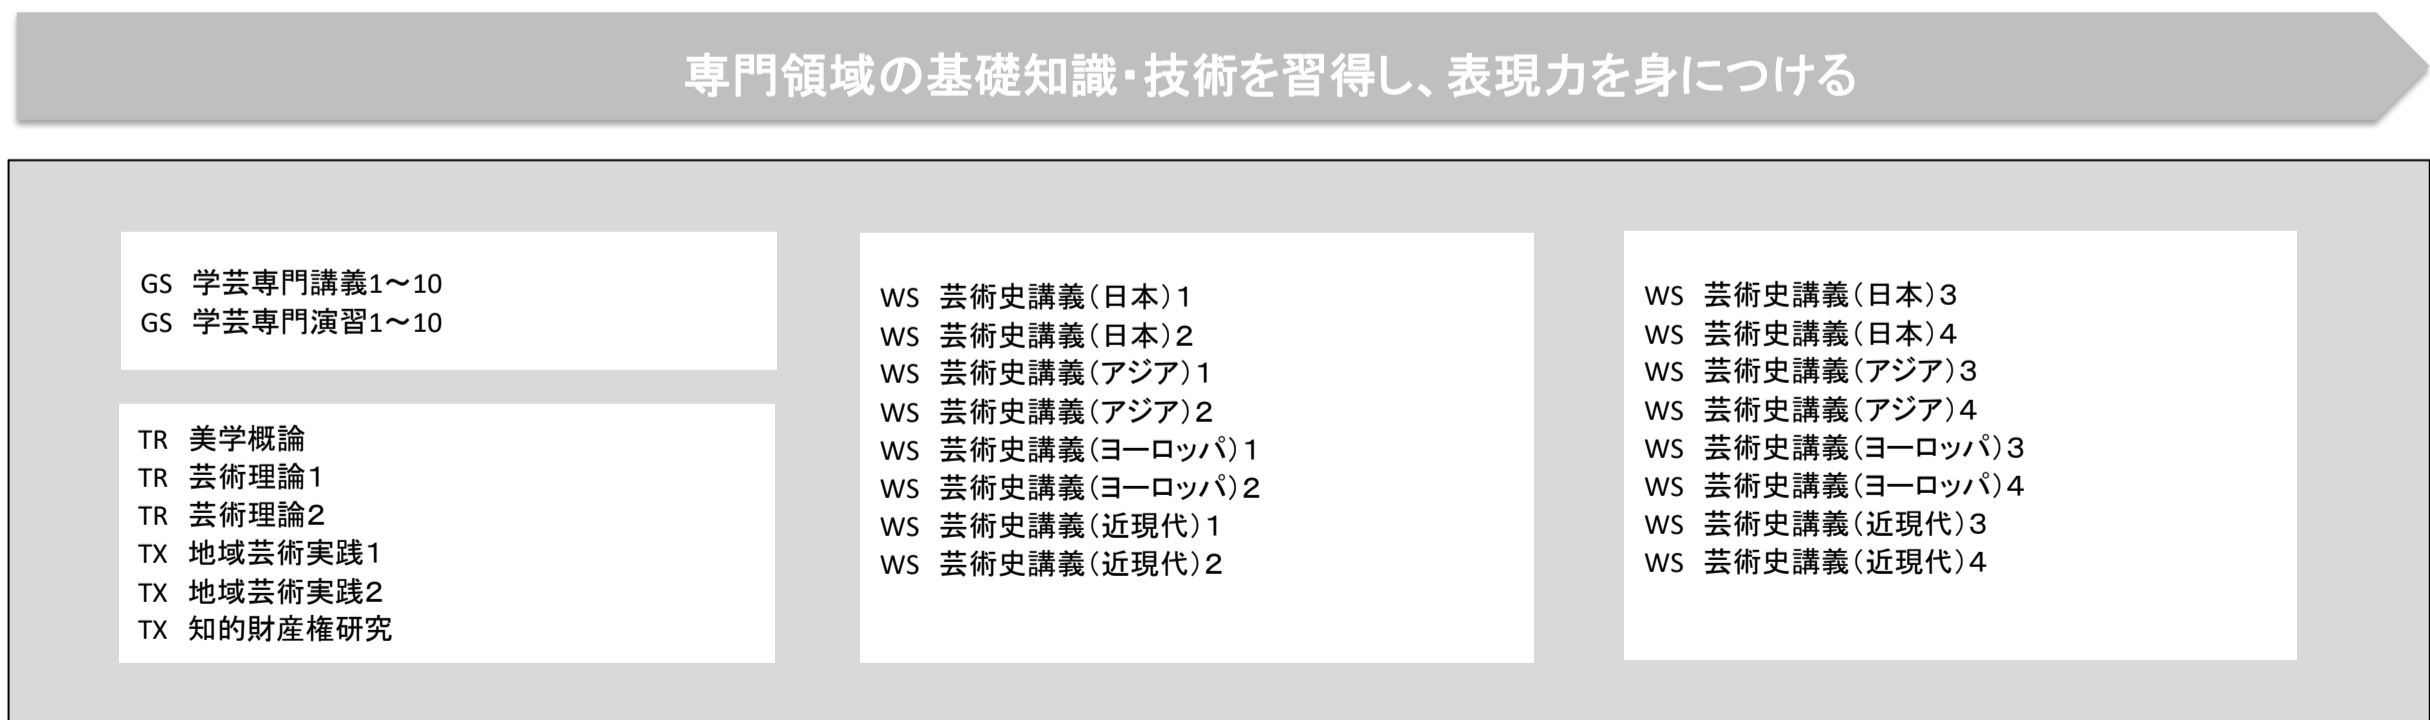 専門領域の基礎知識・技術を習得し、表現力を身につける
GS 学芸専門講義1～10
GS 学芸専門演習1～10
TR 美学概論
TR 芸術理論1
TR 芸術理論2
TX 地域芸術実践1
TX 地域芸術実践2
TX 知的財産権研究
WS 芸術史講義(日本)1
WS 芸術史講義(日本)2
WS 芸術史講義(アジア)1
WS 芸術史講義(アジア)2
WS 芸術史講義(ヨーロッパ)1
WS 芸術史講義(ヨーロッパ)2
WS 芸術史講義(近現代)1
WS 芸術史講義(近現代)2
WS 芸術史講義(日本)3
WS 芸術史講義(日本)4
WS 芸術史講義(アジア)3
WS 芸術史講義(アジア)4
WS 芸術史講義(ヨーロッパ)3
WS 芸術史講義(ヨーロッパ)4
WS 芸術史講義(近現代)3
WS 芸術史講義(近現代)4